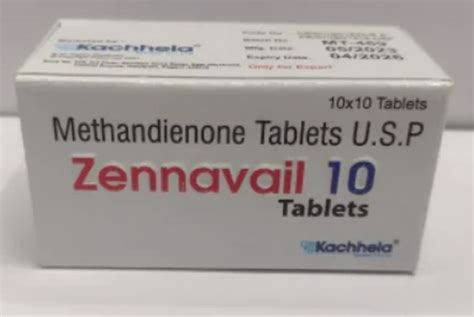 Kachhela®
Batch No.
MT-469
Mfg. Date
05/2023
Expiry Date.
04/2026
Only for Export
10x10 Tablets
Methandienone Tablets U.S.P
Zennavail 10
Tablets
Kachhela®